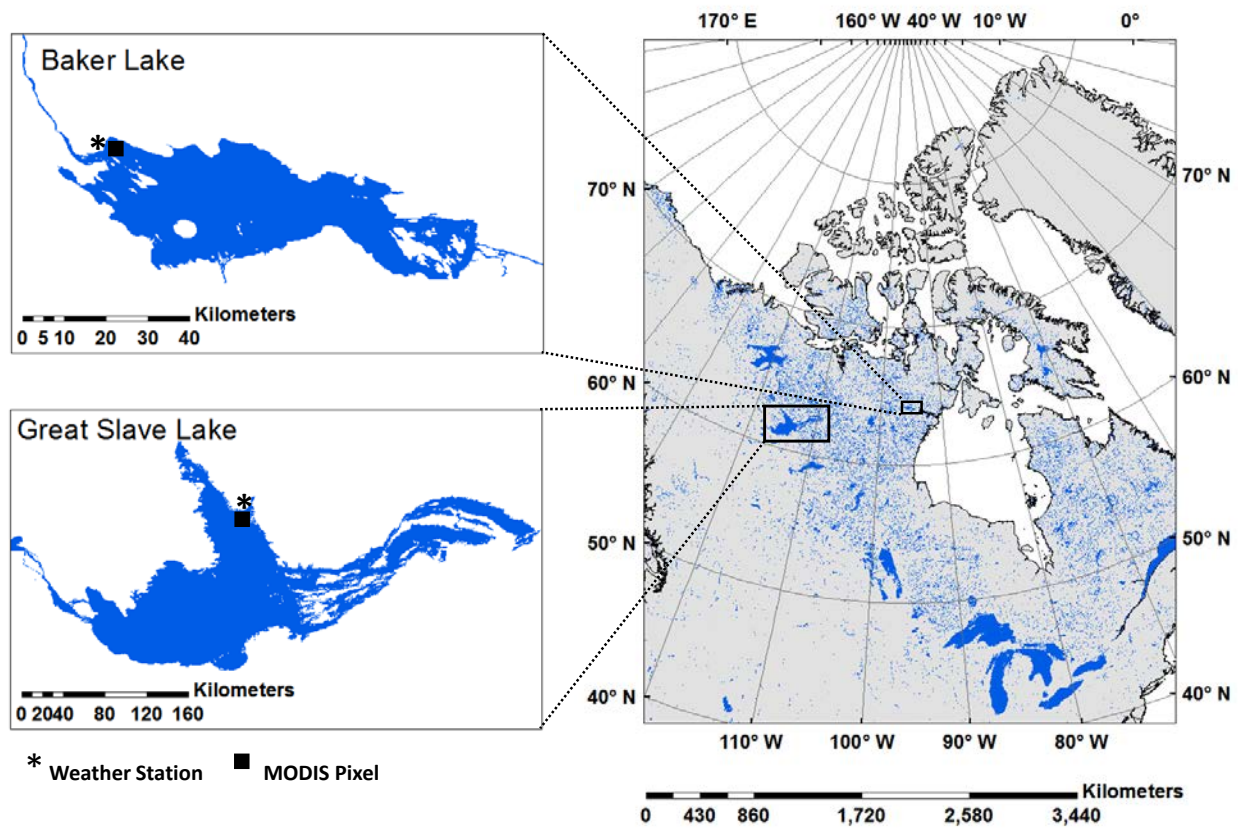 Baker Lake
*
Kilometers
0 5 10 20 30 40
Great Slave Lake
*
Kilometers
0 2040 80 120 160
* Weather Station MODIS Pixel
170° E 160° W 40° W 10° W 0°
70° N 70° N
60° N 60° N
50° N 50° N
40° N 40° N
110° W 100° W 90° W 80° W
Kilometers
0 430 860 1,720 2,580 3,440